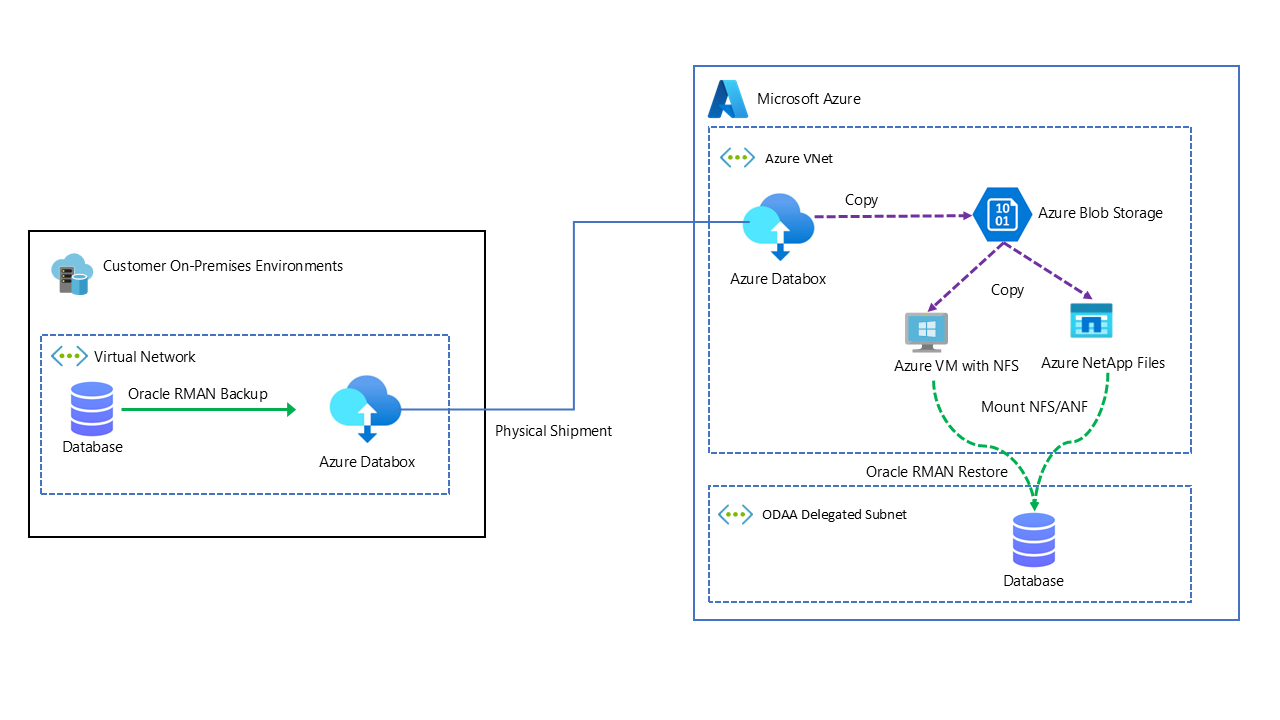 Microsoft Azure
Azure VNet
Copy
10
01
Azure Blob Storage
Azure Databox
Copy
Azure VM with NFS
Azure NetApp Files
Mount NFS/ANF
Oracle RMAN Restore
ODAA Delegated Subnet
Database
Customer On-Premises Environments
Virtual Network
Oracle RMAN Backup
Database
Azure Databox
Physical Shipment